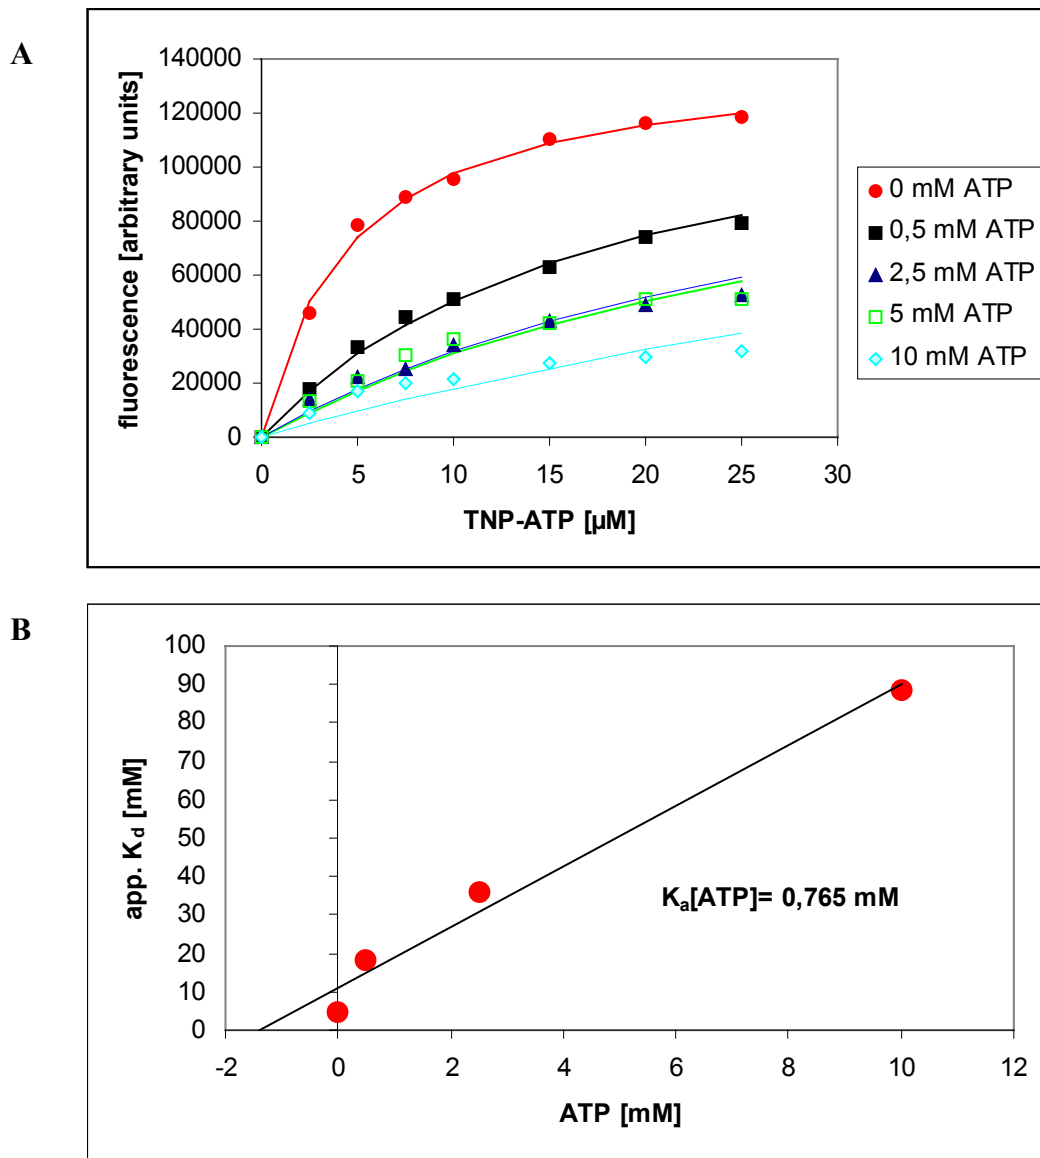 A
fluorescence [arbitrary units]
140000
120000
100000
80000
60000
40000
20000
0
0 5 10 15 20 25 30
TNP-ATP [µM]
0 mM ATP
0,5 mM ATP
2,5 mM ATP
5 mM ATP
10 mM ATP
B
app. Kd [mM]
100
90
80
70
60
50
40
30
20
10
0
-2 0 2 4 6 8 10 12
Ka[ATP]= 0,765 mM
ATP [mM]